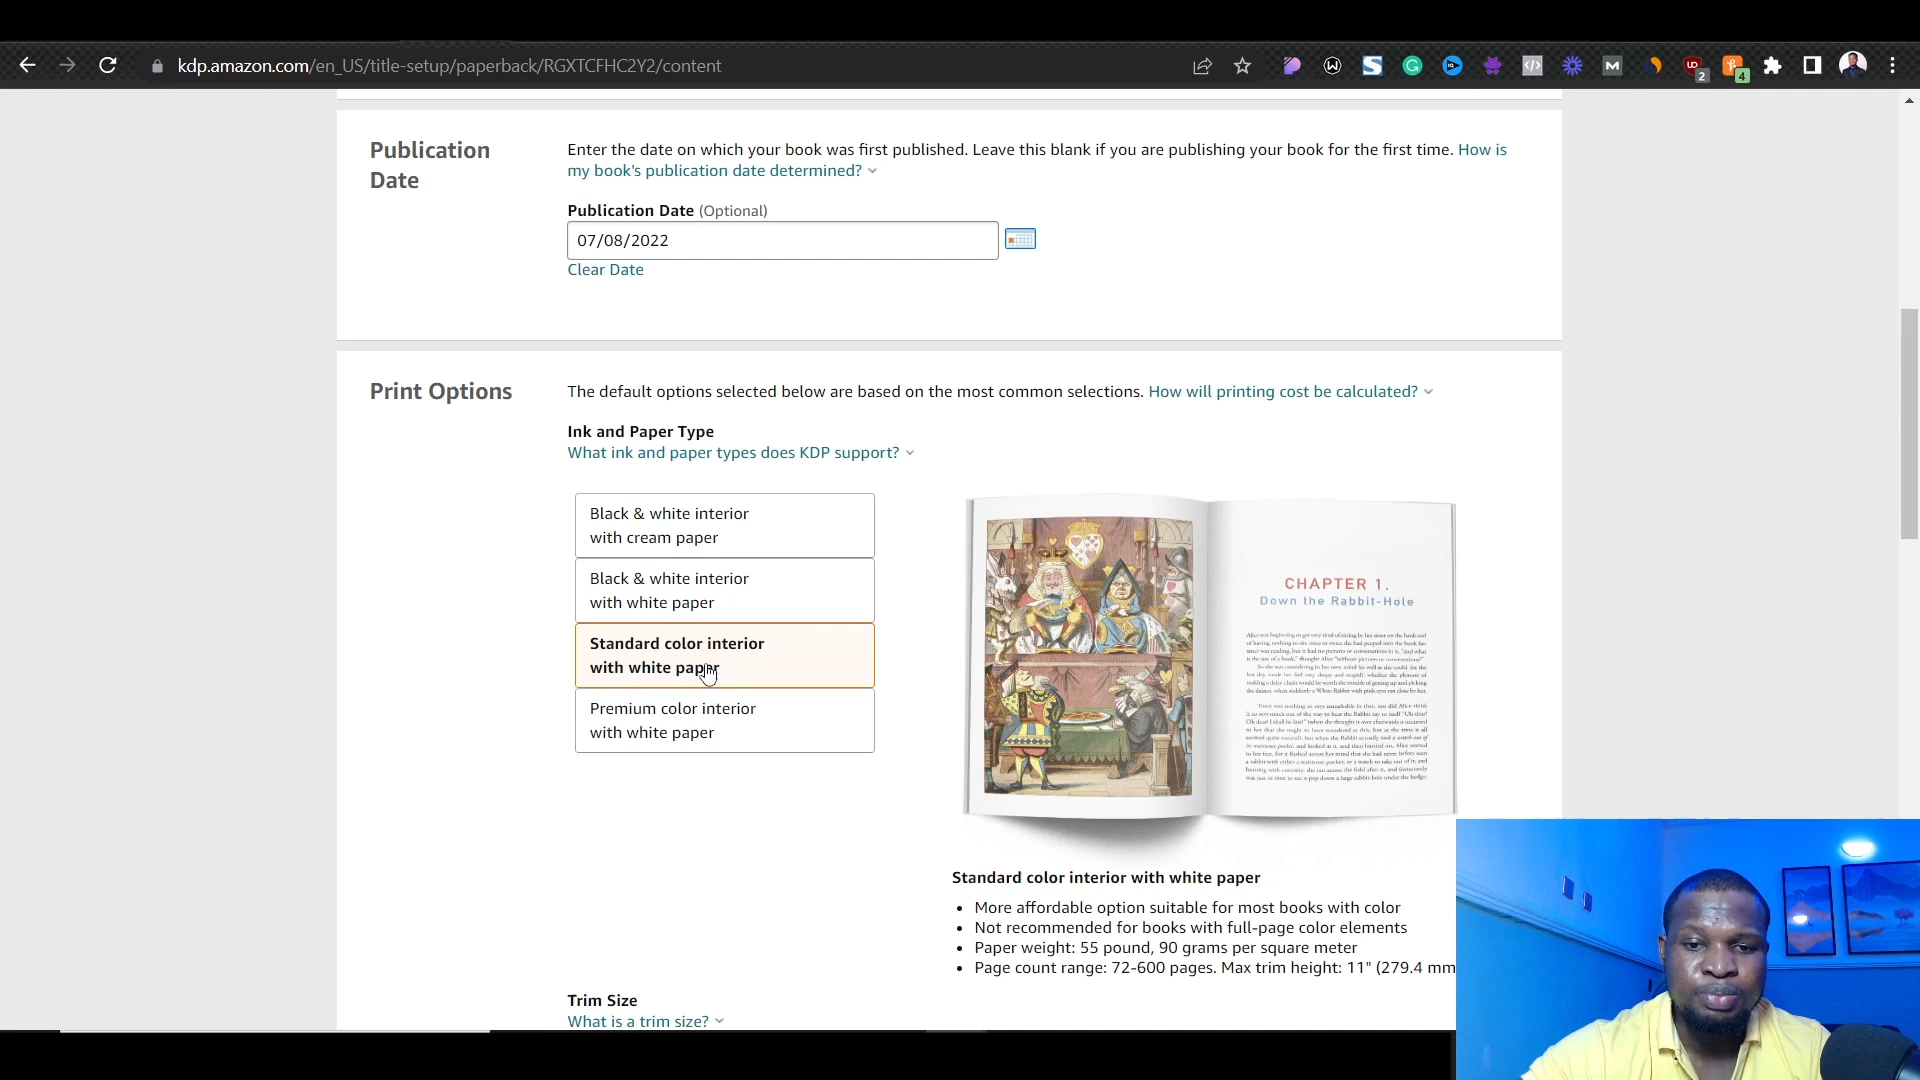 kdp.amazon.com/en_US/title-setup/paperback/RGXTCFHC2Y2/content
2
4
Publication
Date
Enter the date on which your book was first published. Leave this blank if you are publishing your book for the first time. How is
my book's publication date determined?
Publication Date (Optional)
07/08/2022
Clear Date
Print Options
The default options selected below are based on the most common selections. How will printing cost be calculated?
Ink and Paper Type
What ink and paper types does KDP support?
Black & white interior
with cream paper
Black & white interior
with white paper
Standard color interior
with white paper
Premium color interior
with white paper
CHAPTER 1.
Down the Rabbit-Hole
Standard color interior with white paper
• More affordable option suitable for most books with color
• Not recommended for books with full-page color elements
• Paper weight: 55 pound, 90 grams per square meter
• Page count range: 72-600 pages. Max trim height: 11" (279.4 mm
Trim Size
What is a trim size?